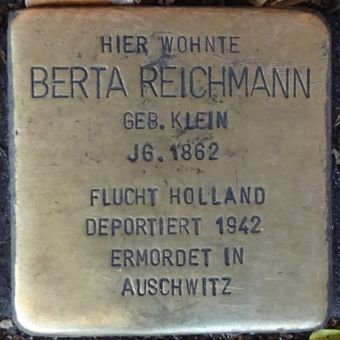 HIER WOHNTE
BERTA REICHMANN
GEB. KLEIN
JG. 1862
FLUCHT HOLLAND
DEPORTIERT 1942
ERMORDET IN
AUSCHWITZ